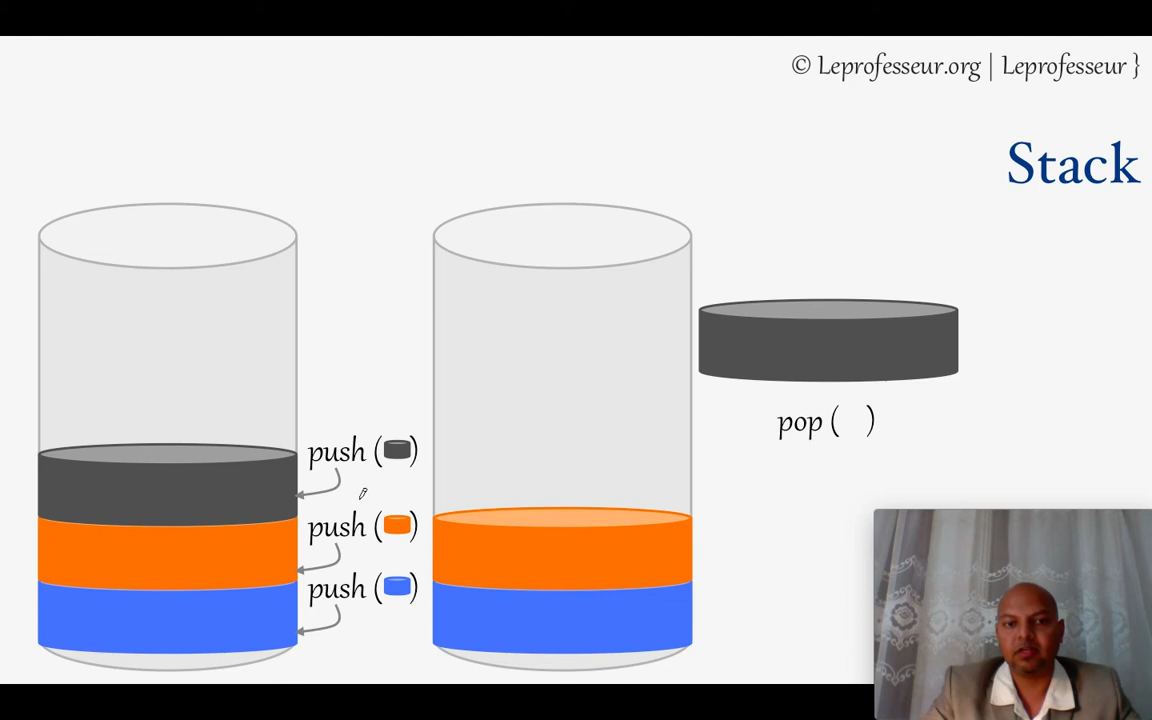 © Leprofesseur.org | Leprofesseur }
Stack
push ( )
push ( )
push ( )
pop ( )